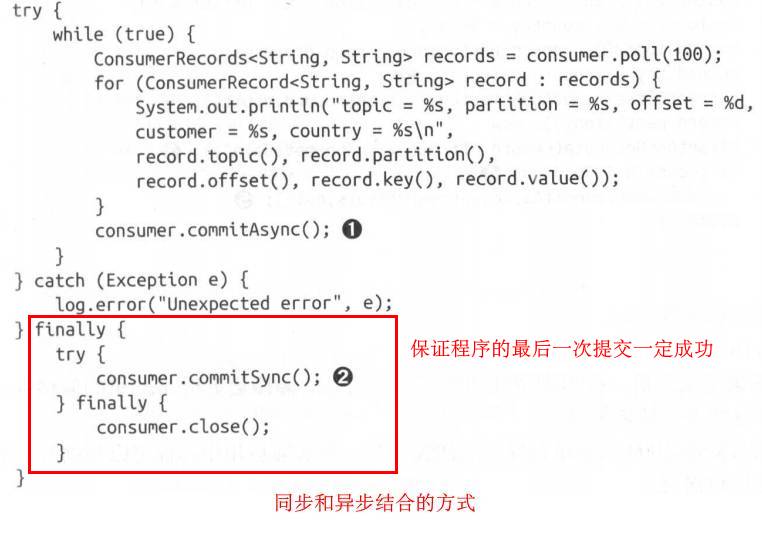 try {
while (true) {
ConsumerRecords<String, String> records = consumer.poll(100);
for (ConsumerRecord<String, String> record : records) {
System.out.println("topic = %s, partition = %s, offset = %d,
customer = %s, country = %s\n",
record.topic(), record.partition(),
record.offset(), record.key(), record.value());
}
consumer.commitAsync(); ❶
}
} catch (Exception e) {
log.error("Unexpected error", e);
} finally {
保证程序的最后一次提交一定成功
try {
consumer.commitSync(); ❷
} finally {
consumer.close();
}
}
同步和异步结合的方式